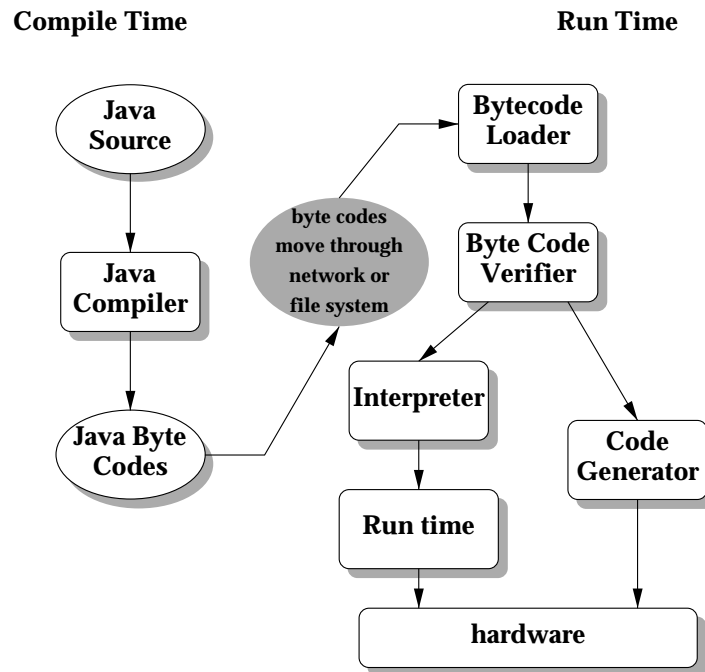 Compile Time
Run Time
Java
Source
Java
Compiler
Java Byte
Codes
byte codes
move through
network or
file system
Bytecode
Loader
Byte Code
Verifier
Interpreter
Run time
Code
Generator
hardware